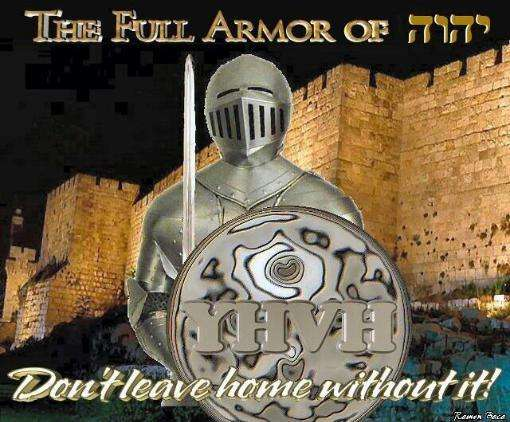 The Full Armor of יהוה
YHVH
Don't leave home without it!
Ramon Baca